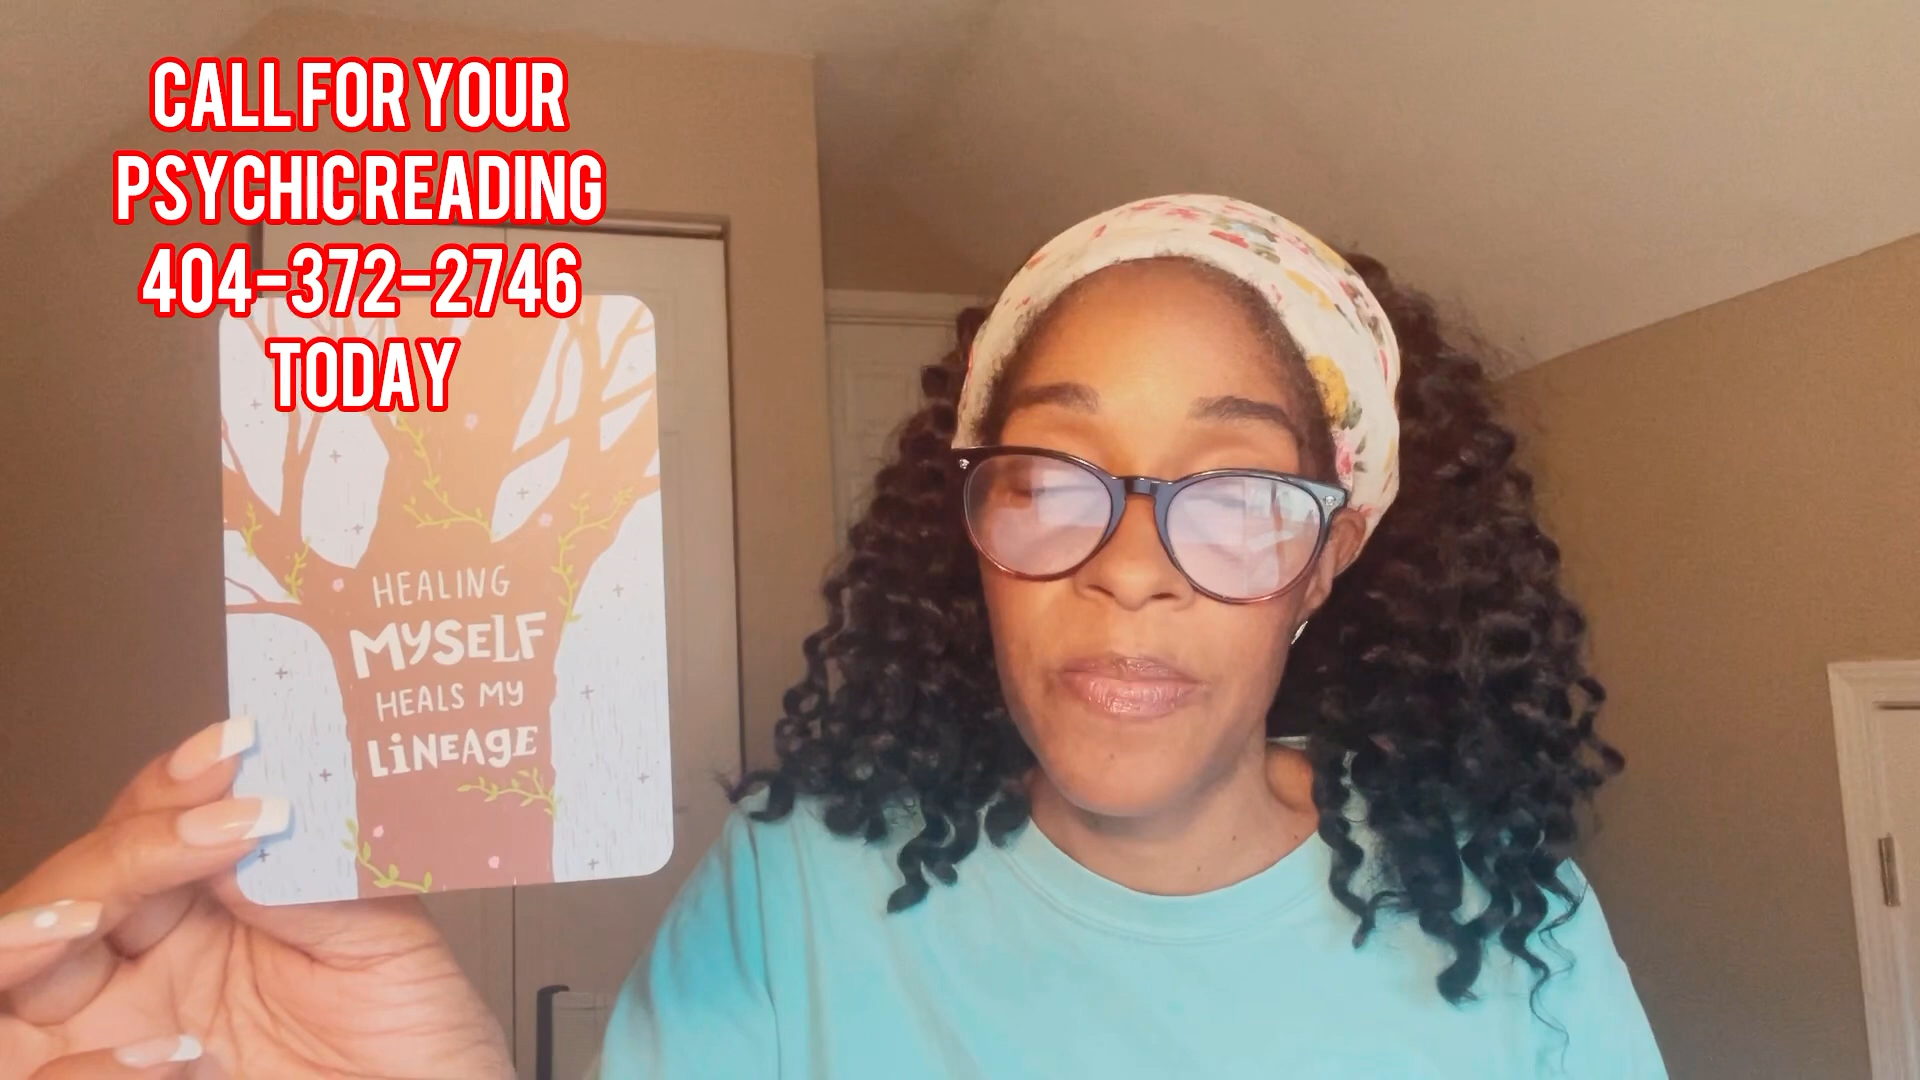 CALL FOR YOUR
PSYCHIC READING
404-372-2746
TODAY
HEALING
MYSELF
HEALS MY
LiNEAgE